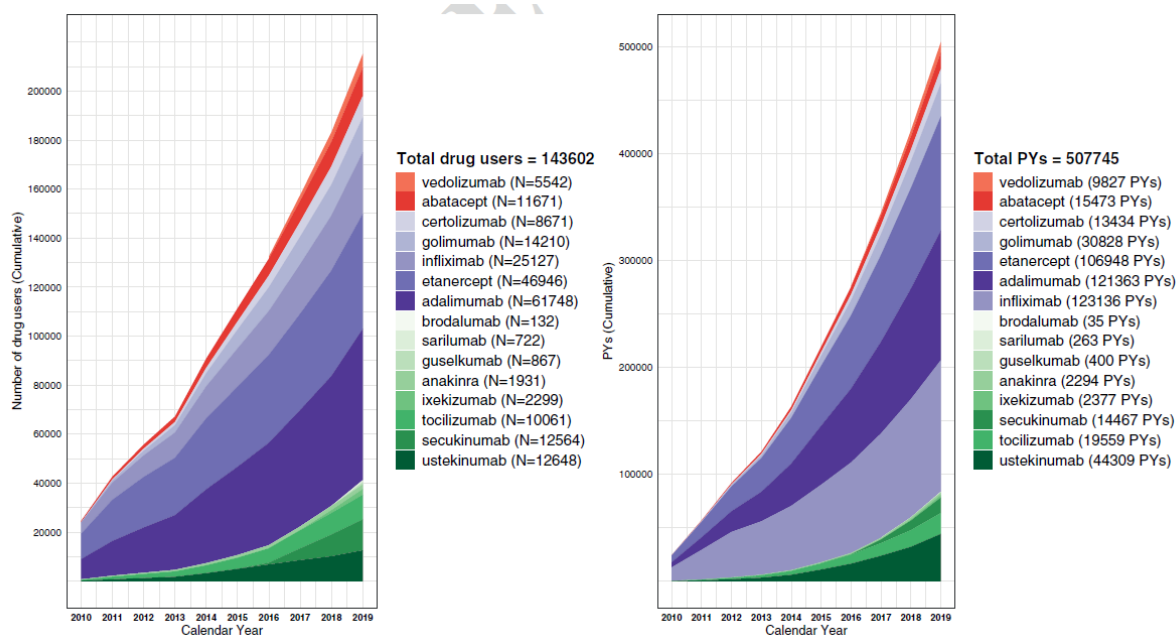 Number of drug users (Cumulative)
200000
180000
160000
140000
120000
100000
80000
60000
40000
20000
2010 2011 2012 2013 2014 2015 2016 2017 2018 2019
Calendar Year
Total drug users = 143602
vedolizumab (N=5542)
abatacept (N=11671)
certolizumab (N=8671)
golimumab (N=14210)
infliximab (N=25127)
etanercept (N=46946)
adalimumab (N=61748)
brodalumab (N=132)
sarilumab (N=722)
guselkumab (N=867)
anakinra (N=1931)
ixekizumab (N=2299)
tocilizumab (N=10061)
secukinumab (N=12564)
ustekinumab (N=12648)
PYs (Cumulative)
500000
400000
300000
200000
100000
2010 2011 2012 2013 2014 2015 2016 2017 2018 2019
Calendar Year
Total PYs = 507745
vedolizumab (9827 PYs)
abatacept (15473 PYs)
certolizumab (13434 PYs)
golimumab (30828 PYs)
etanercept (106948 PYs)
adalimumab (121363 PYs)
infliximab (123136 PYs)
brodalumab (35 PYs)
sarilumab (263 PYs)
guselkumab (400 PYs)
anakinra (2294 PYs)
ixekizumab (2377 PYs)
secukinumab (14467 PYs)
tocilizumab (19559 PYs)
ustekinumab (44309 PYs)